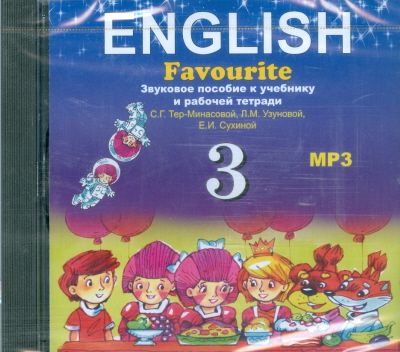 ENGLISH
Favourite
Звуковое пособие к учебнику
и рабочей тетради
С.Г. Тер-Минасовой, Л.М. Узуновой,
Е.И. Сухиной
3
MP3